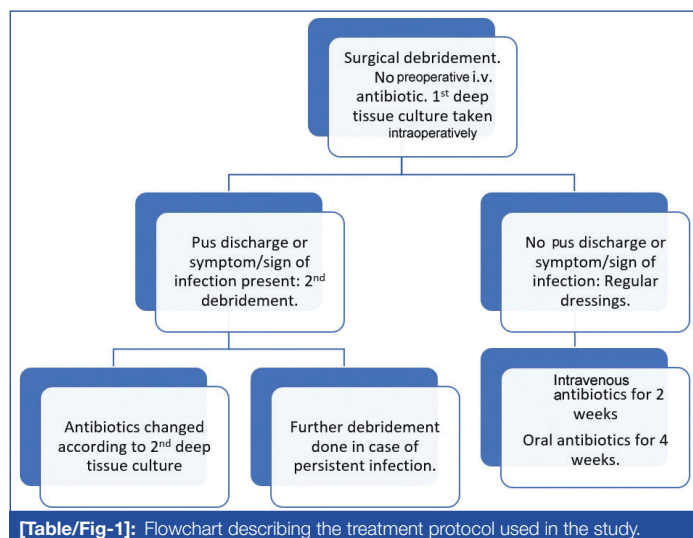 Surgical debridement.
No preoperative i.v.
antibiotic. 1st deep
tissue culture taken
intraoperatively
Pus discharge or
symptom/sign of
infection present: 2nd
debridement.
No pus discharge or
symptom/sign of
infection: Regular
dressings.
Antibiotics changed
according to 2nd deep
tissue culture
Further debridement
done in case of
persistent infection.
Intravenous
antibiotics for 2
weeks
Oral antibiotics for 4
weeks.
[Table/Fig-1]: Flowchart describing the treatment protocol used in the study.